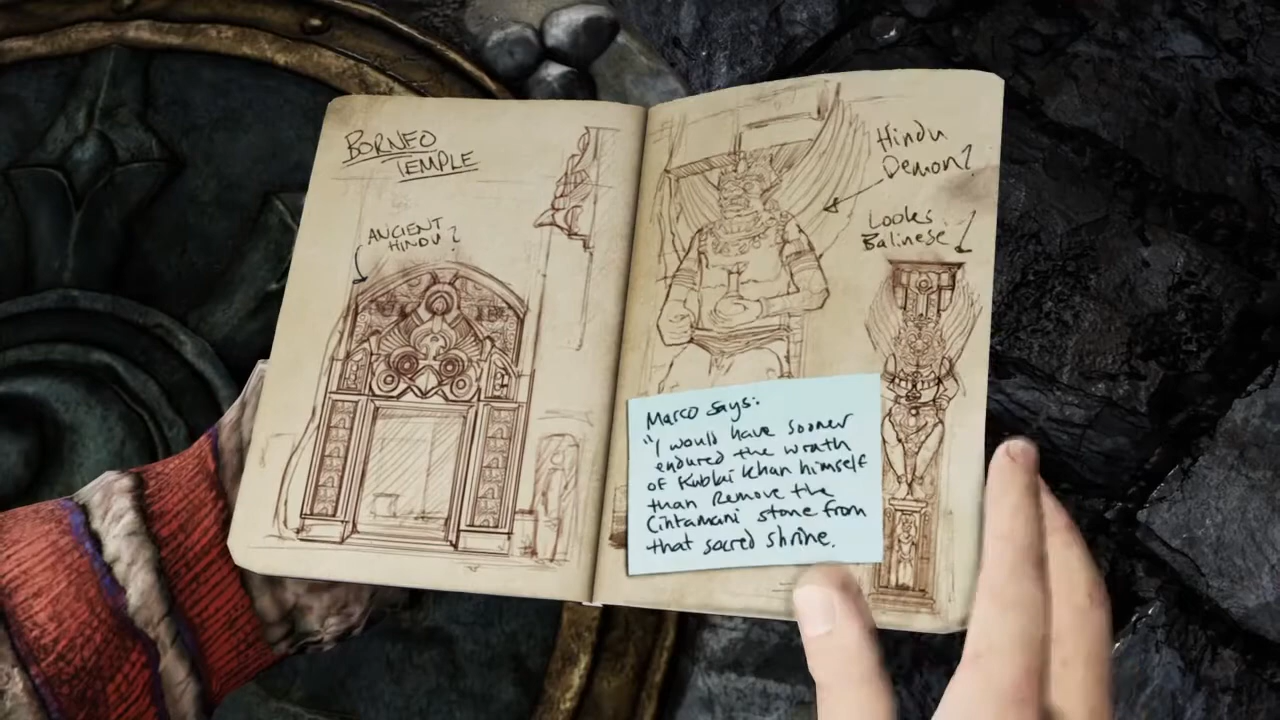 BORNEO
TEMPLE
ANCIENT
HINDU?
Hindu
Demon?
Looks
Balinese!
Marco says:
"I would have sooner
endured the wrath
of Kublai Khan himself
than remove the
Cintamani stone from
that sacred shrine.